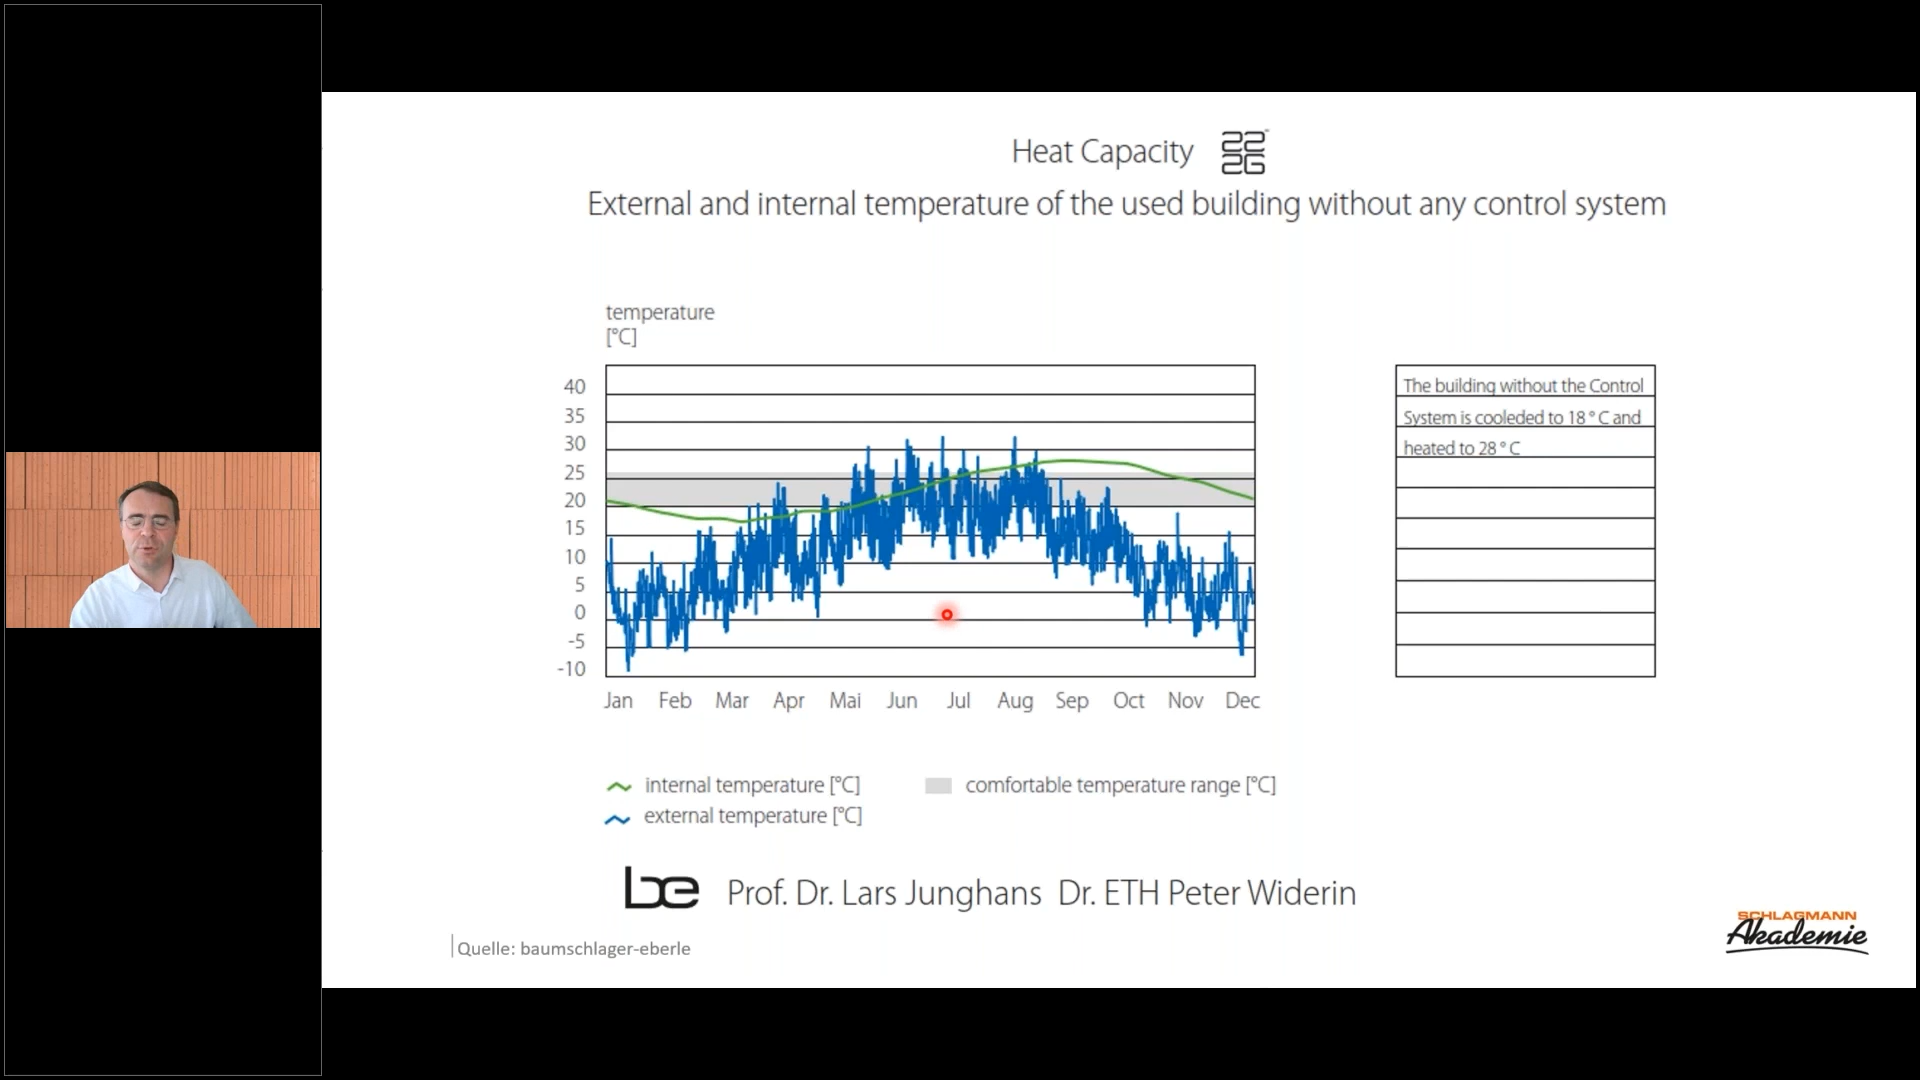 Heat Capacity 22 26
External and internal temperature of the used building without any control system
temperature
[°C]
40
35
30
25
20
15
10
5
0
-5
-10
Jan Feb Mar Apr Mai Jun Jul Aug Sep Oct Nov Dec
The building without the Control
System is cooleded to 18 ° C and
heated to 28 ° C
internal temperature [°C]
comfortable temperature range [°C]
external temperature [°C]
be Prof. Dr. Lars Junghans Dr. ETH Peter Widerin
Quelle: baumschlager-eberle
SCHLAGMANN
Akademie